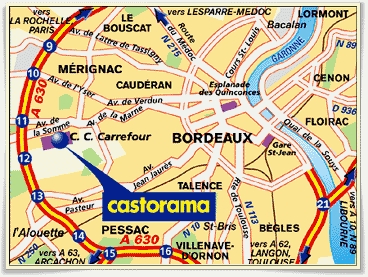 vers LESPARRE-MEDOC
vers
LA ROCHELLE,
PARIS
LE
BOUSCAT
LORMONT
Route
du Médoc
N 215
Bacalan
Av. de Lattre de Tassigny
Court St-Louis
GARONNE
N 89
9
10
MÉRIGNAC
CAUDÉRAN
Esplanade
des Quinconces
CENON
Av. de l'Yser
A 630
Av. de Verdun
D 936
11
Av. de
la Somme
Av. de la Marne
FLOIRAC
C. C. Carrefour
BORDEAUX
Quai de la Souys
12
Gare
St-Jean
Av.
Jean Jaurès
TALENCE
castorama
13
Av.
Pasteur
Rte de Toulouse
N 113
21
l'Alouette
14
PESSAC
A 630
N 10
St-Bris
BÈGLES
vers A 10, N 89
LIBOURNE
N 250
vers A 63,
ARCACHON
15
16
VILLENAVE-
D'ORNON
vers A 62,
LANGON,
TOULOUSE